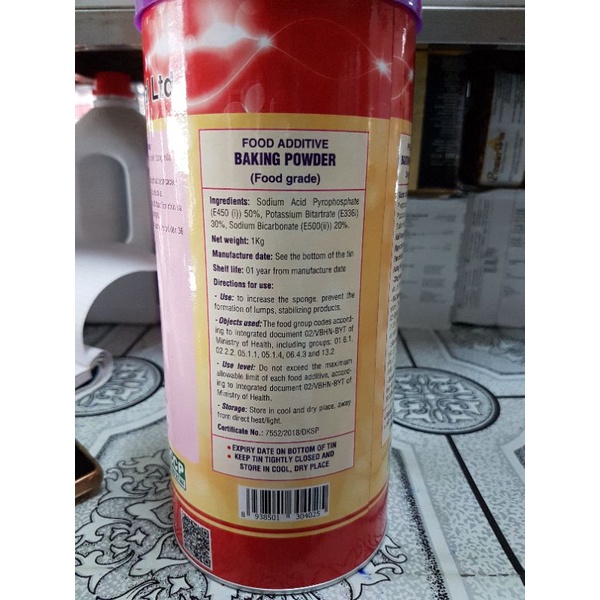 Ltd
FOOD ADDITIVE
BAKING POWDER
(Food grade)
Ingredients: Sodium Acid Pyrophosphate
(E450 (i)) 50%, Potassium Bitartrate (E336i)
30%, Sodium Bicarbonate (E500(ii)) 20%.
Net weight: 1Kg
Manufacture date: See the bottom of the tin
Shelf life: 01 year from manufacture date
Directions for use:
- Use: to increase the sponge, prevent the
formation of lumps, stabilizing products.
- Objects used: The food group codes accord-
ing to integrated document 02/VBHN-BYT of
Ministry of Health, including groups: 01.6.1,
02.2.2, 05.1.1, 05.1.4, 06.4.3 and 13.2
- Use level: Do not exceed the maximum
allowable limit of each food additive, accord-
ing to integrated document 02/VBHN-BYT of
Ministry of Health.
- Storage: Store in cool and dry place, away
from direct heat/light.
Certificate No.: 7552/2018/ĐKSP
• EXPIRY DATE ON BOTTOM OF TIN
• KEEP TIN TIGHTLY CLOSED AND
STORE IN COOL, DRY PLACE
8 938501 304025